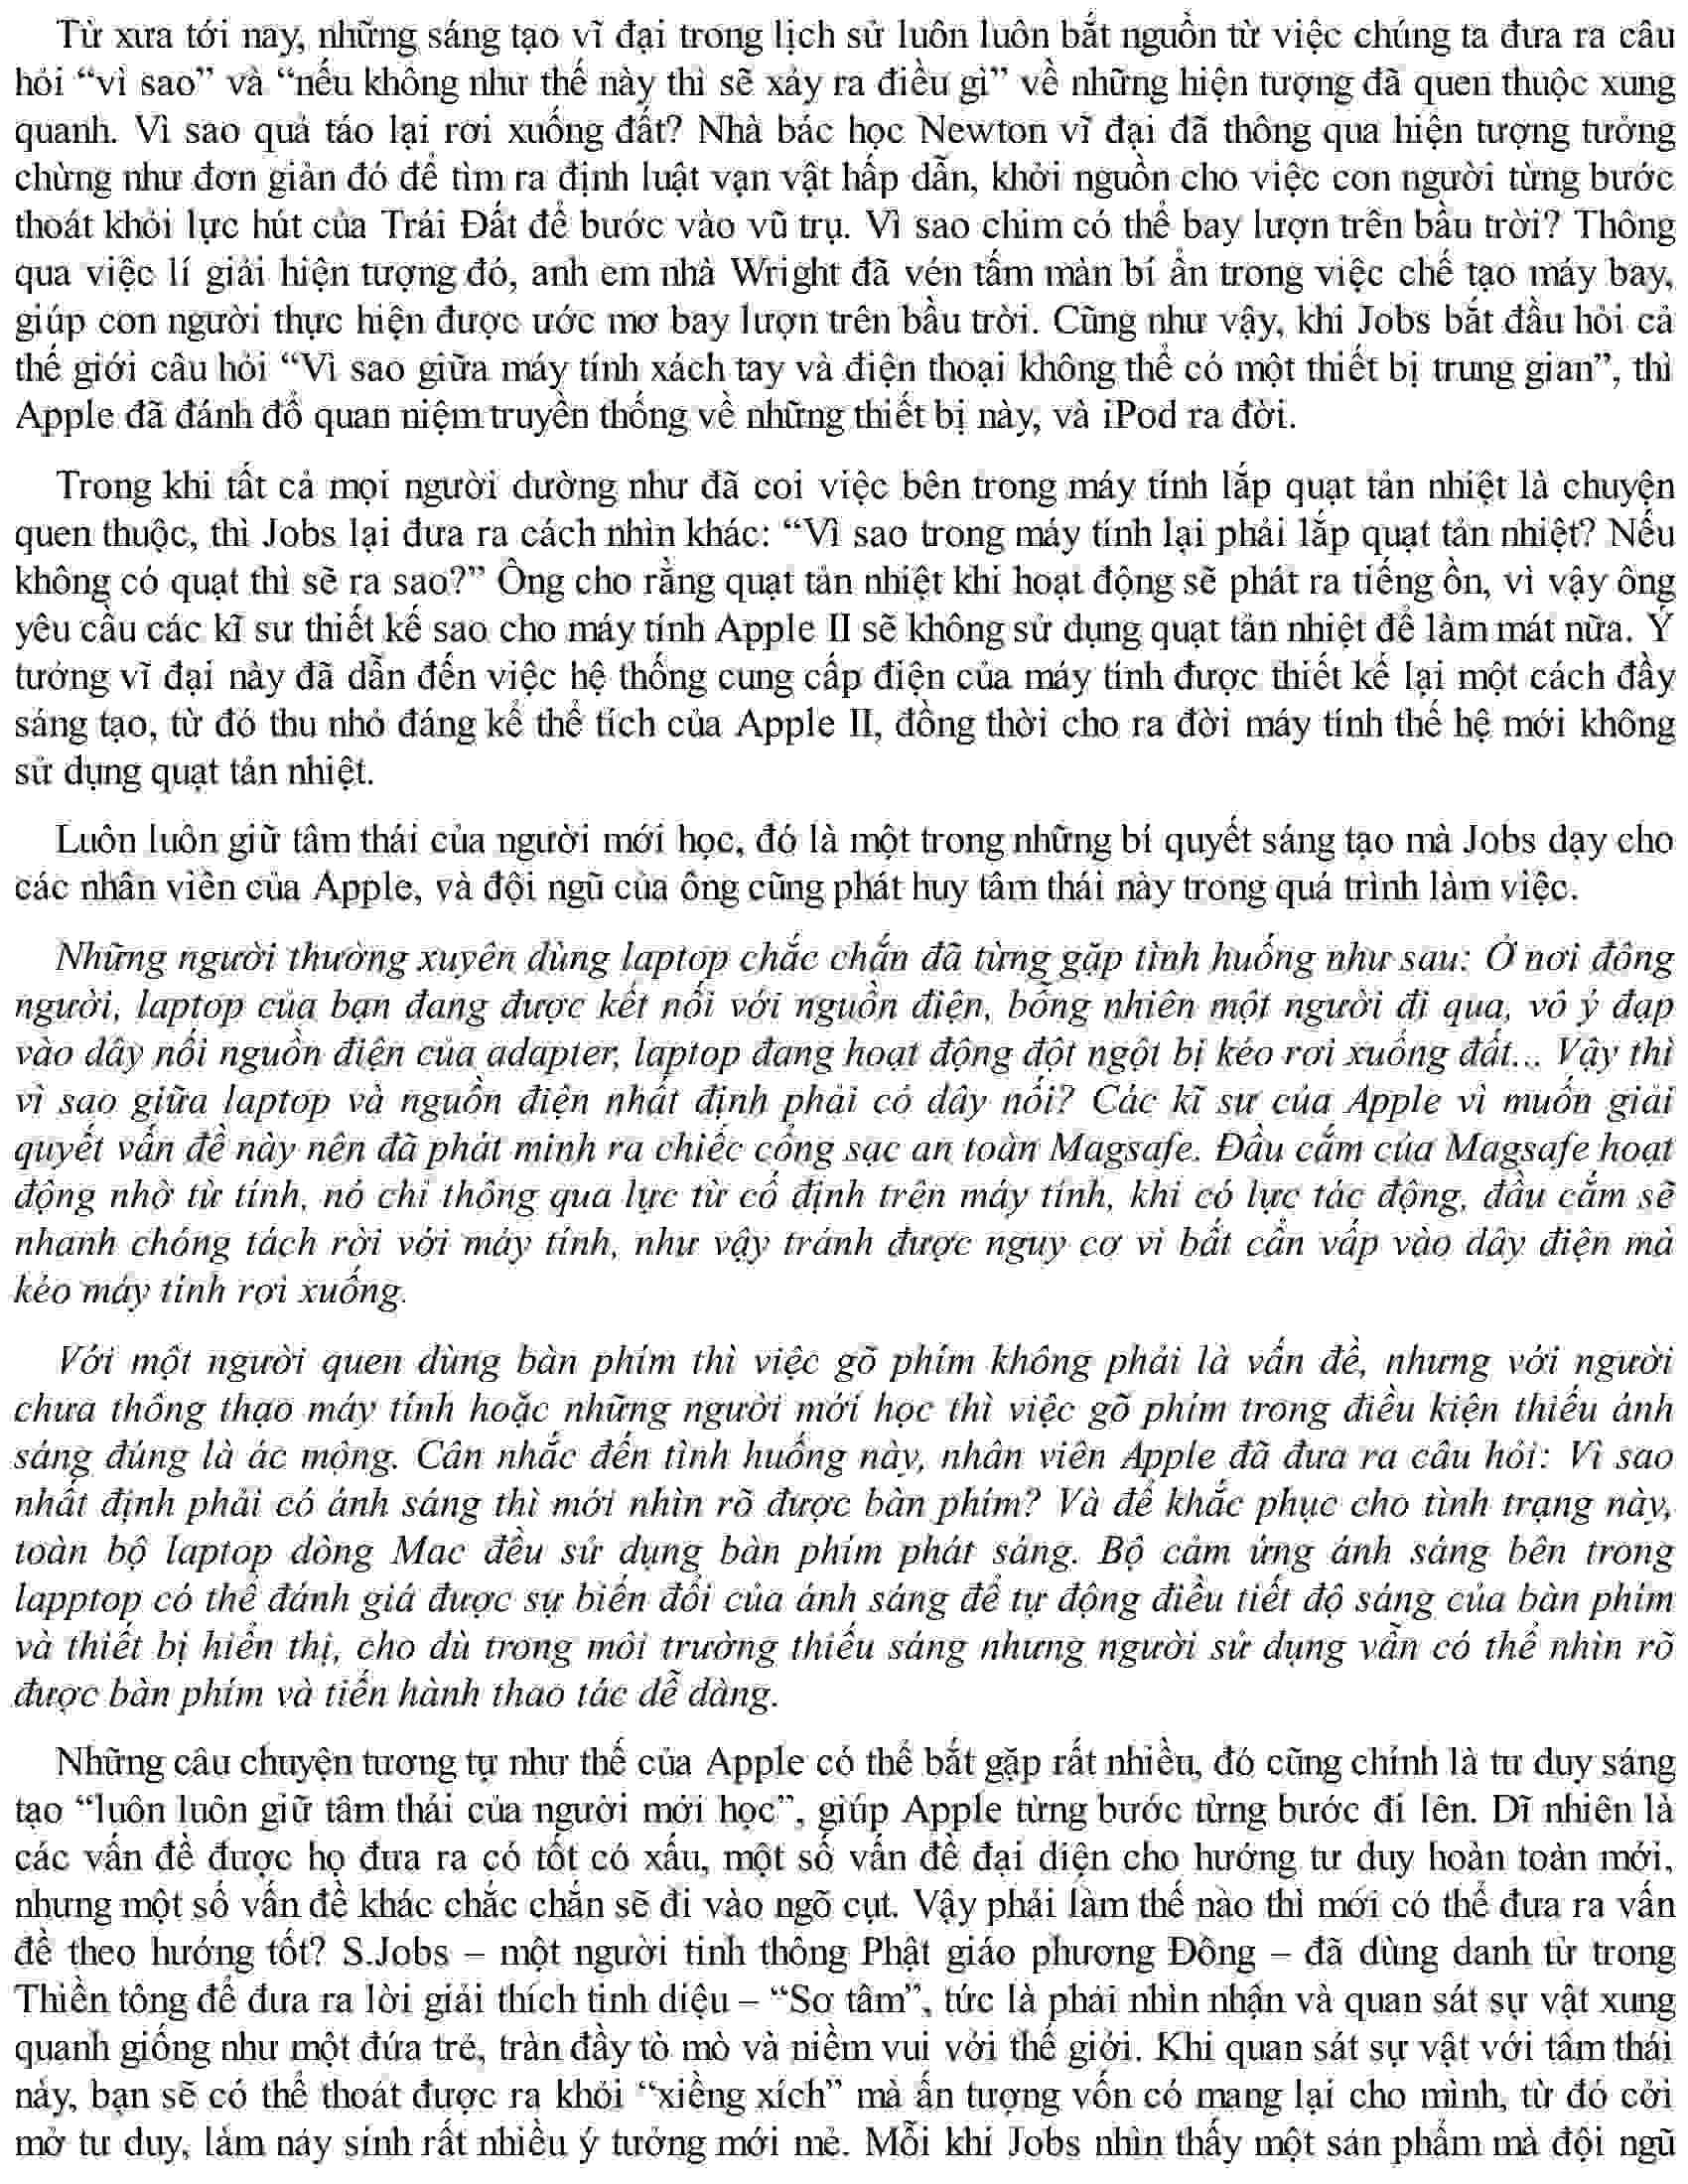 Từ xưa tới nay, những sáng tạo vĩ đại trong lịch sử luôn luôn bắt nguồn từ việc chúng ta đưa ra câu
hỏi “vì sao” và “nếu không như thế này thì sẽ xảy ra điều gì” về những hiện tượng đã quen thuộc xung
quanh. Vì sao quả táo lại rơi xuống đất? Nhà bác học Newton vĩ đại đã thông qua hiện tượng tưởng
chừng như đơn giản đó để tìm ra định luật vạn vật hấp dẫn, khởi nguồn cho việc con người từng bước
thoát khỏi lực hút của Trái Đất để bước vào vũ trụ. Vì sao chim có thể bay lượn trên bầu trời? Thông
qua việc lí giải hiện tượng đó, anh em nhà Wright đã vén tấm màn bí ẩn trong việc chế tạo máy bay,
giúp con người thực hiện được ước mơ bay lượn trên bầu trời. Cũng như vậy, khi Jobs bắt đầu hỏi cả
thế giới câu hỏi “Vì sao giữa máy tính xách tay và điện thoại không thể có một thiết bị trung gian”, thì
Apple đã đánh đổ quan niệm truyền thống về những thiết bị này, và iPod ra đời.
Trong khi tất cả mọi người dường như đã coi việc bên trong máy tính lắp quạt tản nhiệt là chuyện
quen thuộc, thì Jobs lại đưa ra cách nhìn khác: “Vì sao trong máy tính lại phải lắp quạt tản nhiệt? Nếu
không có quạt thì sẽ ra sao?” Ông cho rằng quạt tản nhiệt khi hoạt động sẽ phát ra tiếng ồn, vì vậy ông
yêu cầu các kĩ sư thiết kế sao cho máy tính Apple II sẽ không sử dụng quạt tản nhiệt để làm mát nữa. Ý
tưởng vĩ đại này đã dẫn đến việc hệ thống cung cấp điện của máy tính được thiết kế lại một cách đầy
sáng tạo, từ đó thu nhỏ đáng kể thể tích của Apple II, đồng thời cho ra đời máy tính thế hệ mới không
sử dụng quạt tản nhiệt.
Luôn luôn giữ tâm thái của người mới học, đó là một trong những bí quyết sáng tạo mà Jobs dạy cho
các nhân viên của Apple, và đội ngũ của ông cũng phát huy tâm thái này trong quá trình làm việc.
Những người thường xuyên dùng laptop chắc chắn đã từng gặp tình huống như sau: Ở nơi đông
người, laptop của bạn đang được kết nối với nguồn điện, bỗng nhiên một người đi qua, vô ý đạp
vào dây nối nguồn điện của adapter, laptop đang hoạt động đột ngột bị kéo rơi xuống đất... Vậy thì
vì sao giữa laptop và nguồn điện nhất định phải có dây nối? Các kĩ sư của Apple vì muốn giải
quyết vấn đề này nên đã phát minh ra chiếc cổng sạc an toàn Magsafe. Đầu cắm của Magsafe hoạt
động nhờ từ tính, nó chỉ thông qua lực từ cố định trên máy tính, khi có lực tác động, đầu cắm sẽ
nhanh chóng tách rời với máy tính, như vậy tránh được nguy cơ vì bất cẩn vấp vào dây điện mà
kéo máy tính rơi xuống.
Với một người quen dùng bàn phím thì việc gõ phím không phải là vấn đề, nhưng với người
chưa thông thạo máy tính hoặc những người mới học thì việc gõ phím trong điều kiện thiếu ánh
sáng đúng là ác mộng. Cân nhắc đến tình huống này, nhân viên Apple đã đưa ra câu hỏi: Vì sao
nhất định phải có ánh sáng thì mới nhìn rõ được bàn phím? Và để khắc phục cho tình trạng này,
toàn bộ laptop dòng Mac đều sử dụng bàn phím phát sáng. Bộ cảm ứng ánh sáng bên trong
lapptop có thể đánh giá được sự biến đổi của ánh sáng để tự động điều tiết độ sáng của bàn phím
và thiết bị hiển thị, cho dù trong môi trường thiếu sáng nhưng người sử dụng vẫn có thể nhìn rõ
được bàn phím và tiến hành thao tác dễ dàng.
Những câu chuyện tương tự như thế của Apple có thể bắt gặp rất nhiều, đó cũng chính là tư duy sáng
tạo “luôn luôn giữ tâm thái của người mới học”, giúp Apple từng bước từng bước đi lên. Dĩ nhiên là
các vấn đề được họ đưa ra có tốt có xấu, một số vấn đề đại diện cho hướng tư duy hoàn toàn mới,
nhưng một số vấn đề khác chắc chắn sẽ đi vào ngõ cụt. Vậy phải làm thế nào thì mới có thể đưa ra vấn
đề theo hướng tốt? S.Jobs – một người tinh thông Phật giáo phương Đông – đã dùng danh từ trong
Thiền tông để đưa ra lời giải thích tinh diệu – “Sơ tâm”, tức là phải nhìn nhận và quan sát sự vật xung
quanh giống như một đứa trẻ, tràn đầy tò mò và niềm vui với thế giới. Khi quan sát sự vật với tâm thái
này, bạn sẽ có thể thoát được ra khỏi “xiềng xích” mà ấn tượng vốn có mang lại cho mình, từ đó cởi
mở tư duy, làm nảy sinh rất nhiều ý tưởng mới mẻ. Mỗi khi Jobs nhìn thấy một sản phẩm mà đội ngũ